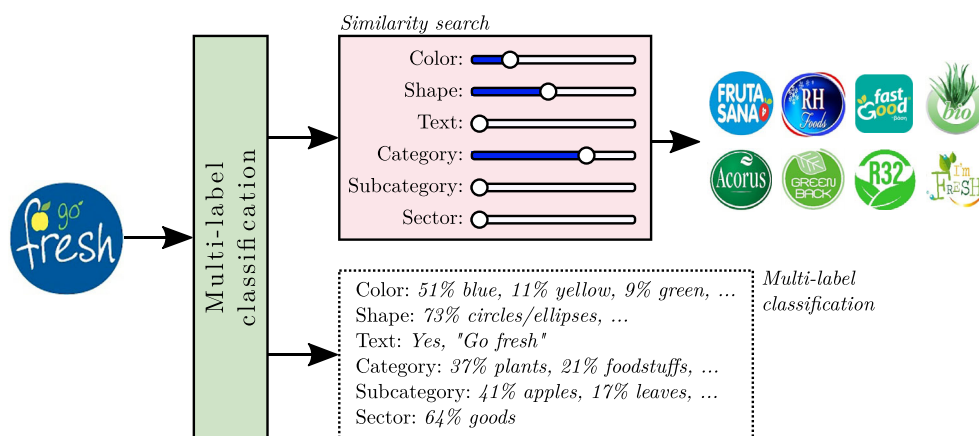 Similarity search
Color:
Shape:
Text:
Category:
Subcategory:
Sector:
go
fresh
Multi-label
classification
FRUTA
SANA
RH
Foods
fast
Good
bio
Acorus
GREEN
BACK
R32
I'm
FRESH
Color: 51% blue, 11% yellow, 9% green, ...
Shape: 73% circles/ellipses, ...
Text: Yes, "Go fresh"
Category: 37% plants, 21% foodstuffs, ...
Subcategory: 41% apples, 17% leaves, ...
Sector: 64% goods
Multi-label
classification